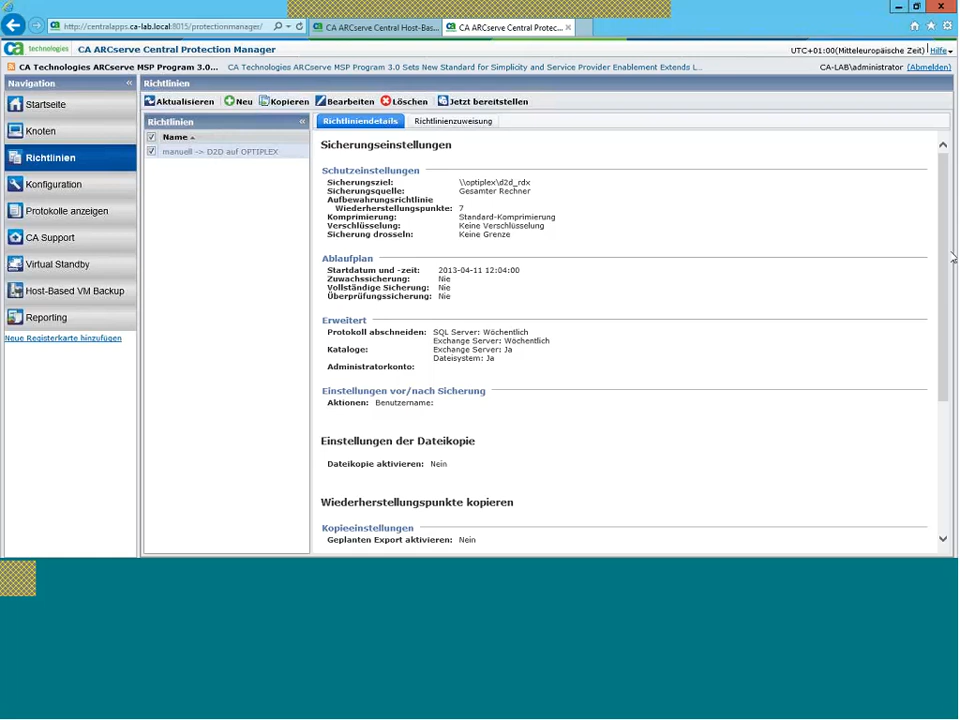 http://centralapps.ca-lab.local:8015/protectionmanager/
CA ARCserve Central Host-Bas...
CA ARCserve Central Protec...
ca technologies CA ARCserve Central Protection Manager
UTC+01:00(Mitteleuropäische Zeit)
Hilfe
CA Technologies ARCserve MSP Program 3.0...
CA Technologies ARCserve MSP Program 3.0 Sets New Standard for Simplicity and Service Provider Enablement Extends L...
CA-LAB\administrator (Abmelden)
Navigation
Startseite
Knoten
Richtlinien
Konfiguration
Protokolle anzeigen
CA Support
Virtual Standby
Host-Based VM Backup
Reporting
Neue Registerkarte hinzufügen
Richtlinien
Aktualisieren Neu Kopieren Bearbeiten Löschen Jetzt bereitstellen
Richtlinien
Name
manuell -> D2D auf OPTIPLEX
Richtliniendetails Richtlinienzuweisung
Sicherungseinstellungen
Schutzeinstellungen
Sicherungsziel: \\optiplex\d2d_rdx
Sicherungsquelle: Gesamter Rechner
Aufbewahrungsrichtlinie
Wiederherstellungspunkte: 7
Komprimierung: Standard-Komprimierung
Verschlüsselung: Keine Verschlüsselung
Sicherung drosseln: Keine Grenze
Ablaufplan
Startdatum und -zeit: 2013-04-11 12:04:00
Zuwachssicherung: Nie
Vollständige Sicherung: Nie
Überprüfungssicherung: Nie
Erweitert
Protokoll abschneiden: SQL Server: Wöchentlich
Exchange Server: Wöchentlich
Kataloge: Exchange Server: Ja
Dateisystem: Ja
Administratorkonto:
Einstellungen vor/nach Sicherung
Aktionen: Benutzername:
Einstellungen der Dateikopie
Dateikopie aktivieren: Nein
Wiederherstellungspunkte kopieren
Kopieeinstellungen
Geplanten Export aktivieren: Nein